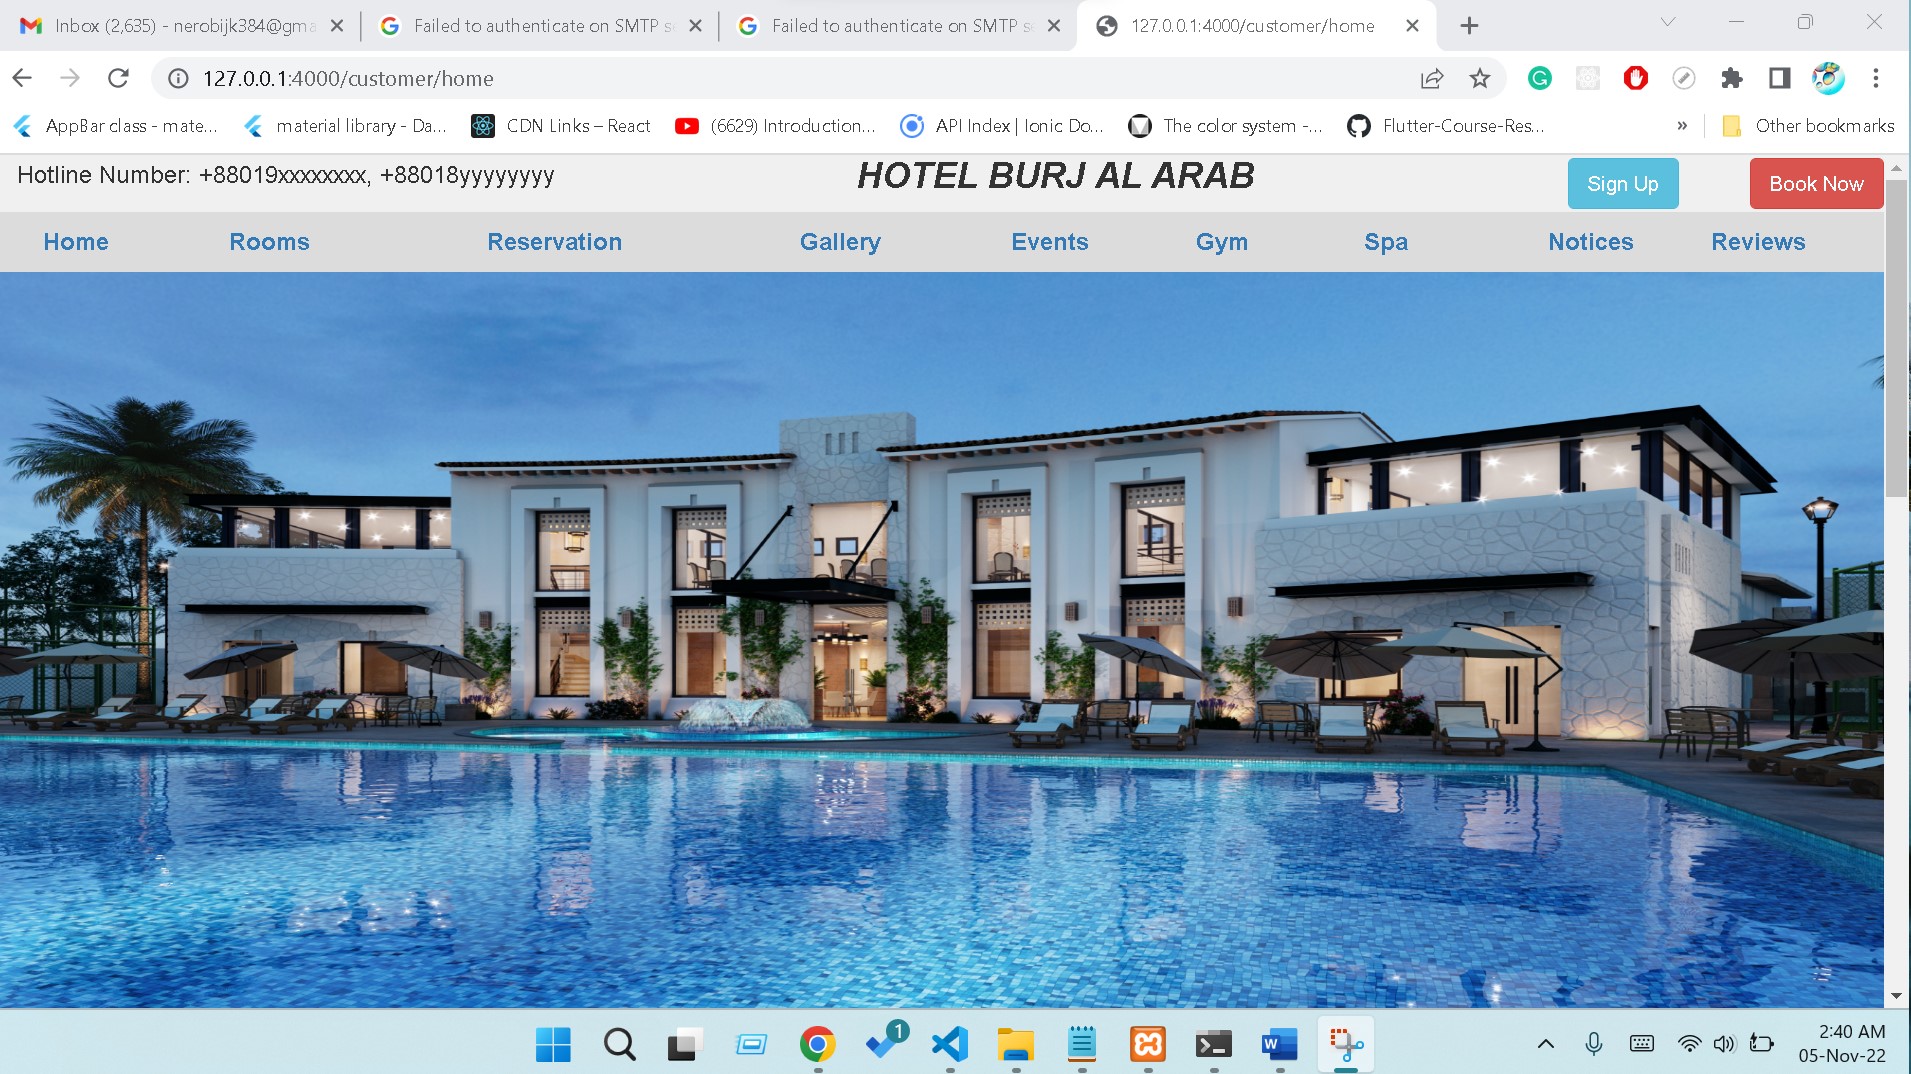 Inbox (2,635) - nerobijk384@gma
Failed to authenticate on SMTP se
Failed to authenticate on SMTP se
127.0.0.1:4000/customer/home
127.0.0.1:4000/customer/home
AppBar class - mate...
material library - Da...
CDN Links – React
(6629) Introduction...
API Index | Ionic Do...
The color system -...
Flutter-Course-Res...
»
Other bookmarks
Hotline Number: +88019xxxxxxxx, +88018yyyyyyyy
HOTEL BURJ AL ARAB
Sign Up
Book Now
Home
Rooms
Reservation
Gallery
Events
Gym
Spa
Notices
Reviews
1
2:40 AM
05-Nov-22